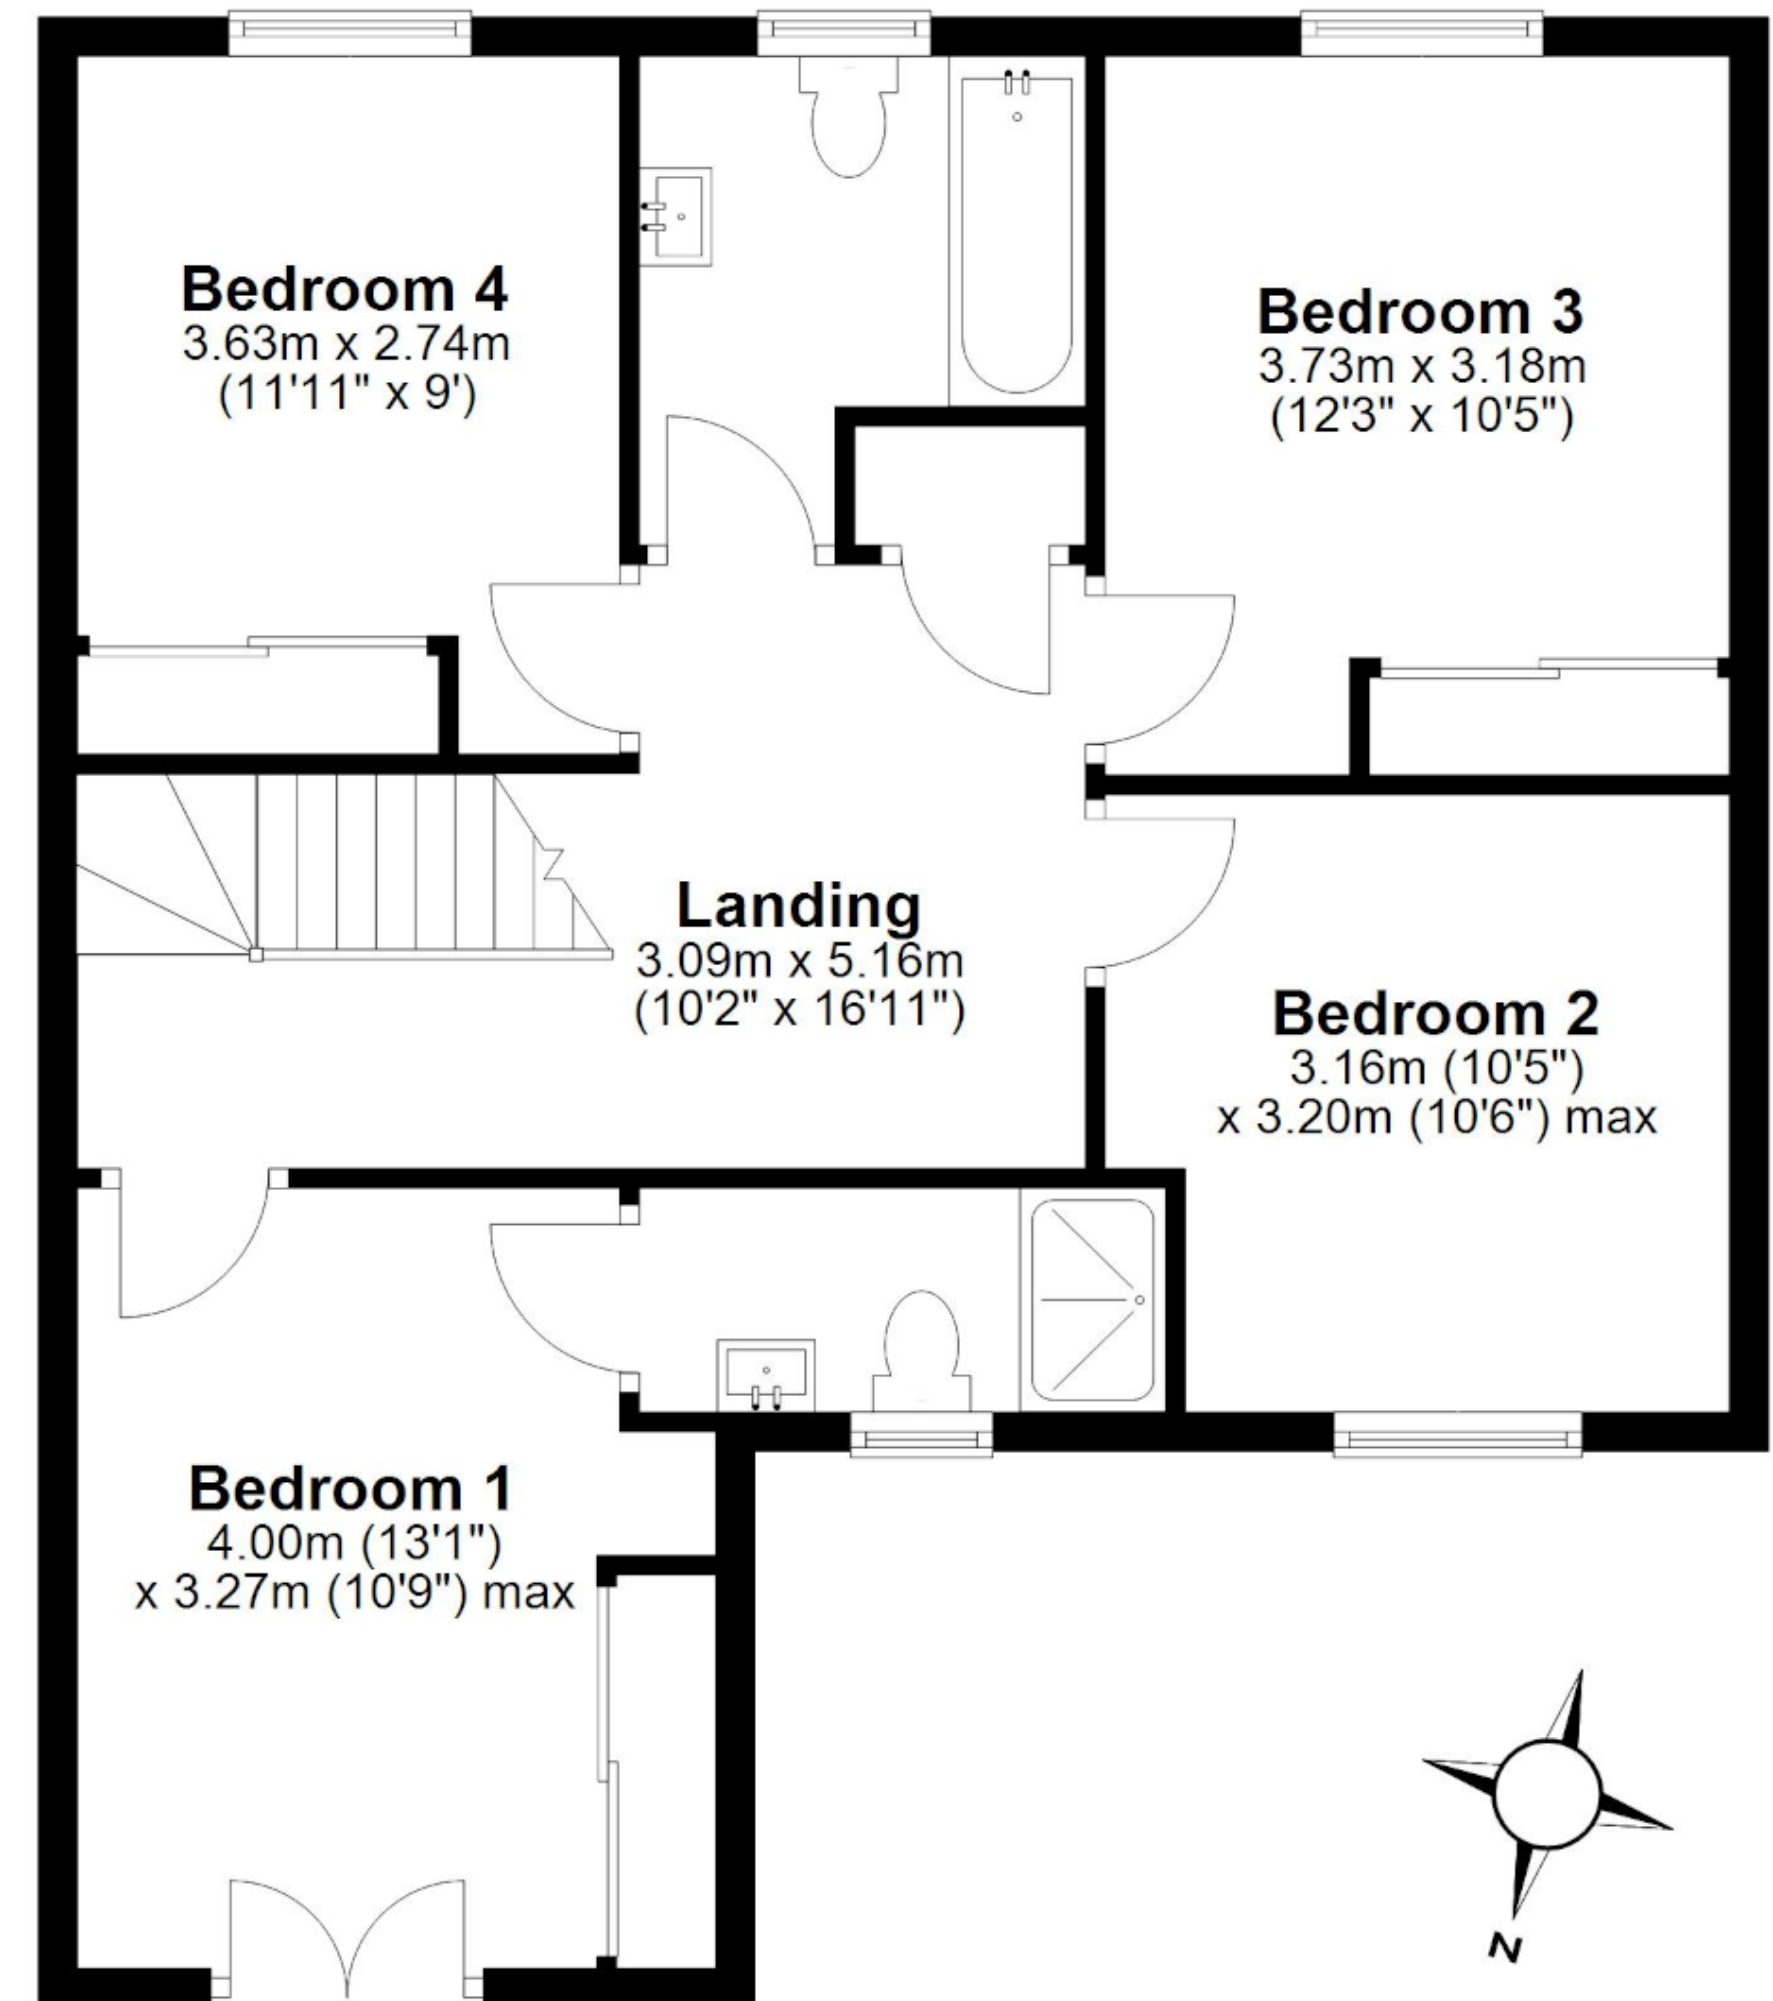 Bedroom 4
3.63m x 2.74m
(11'11" x 9')
Bedroom 3
3.73m x 3.18m
(12'3" x 10'5")
Landing
3.09m x 5.16m
(10'2" x 16'11")
Bedroom 2
3.16m (10'5")
x 3.20m (10'6") max
Bedroom 1
4.00m (13'1")
x 3.27m (10'9") max
N